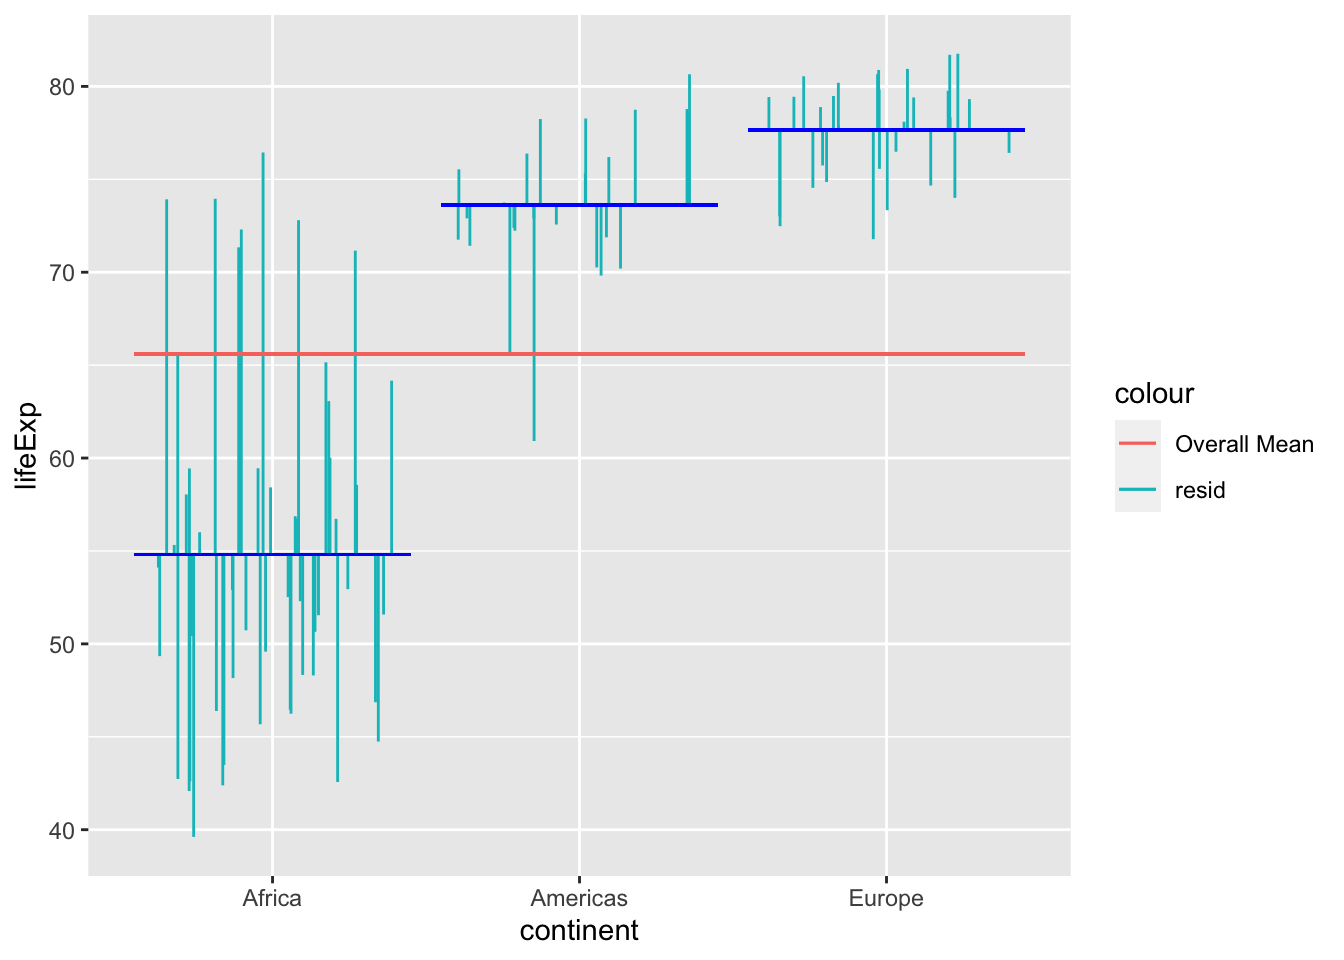 80
70
60
50
40
lifeExp
Africa
Americas
Europe
continent
colour
Overall Mean
resid